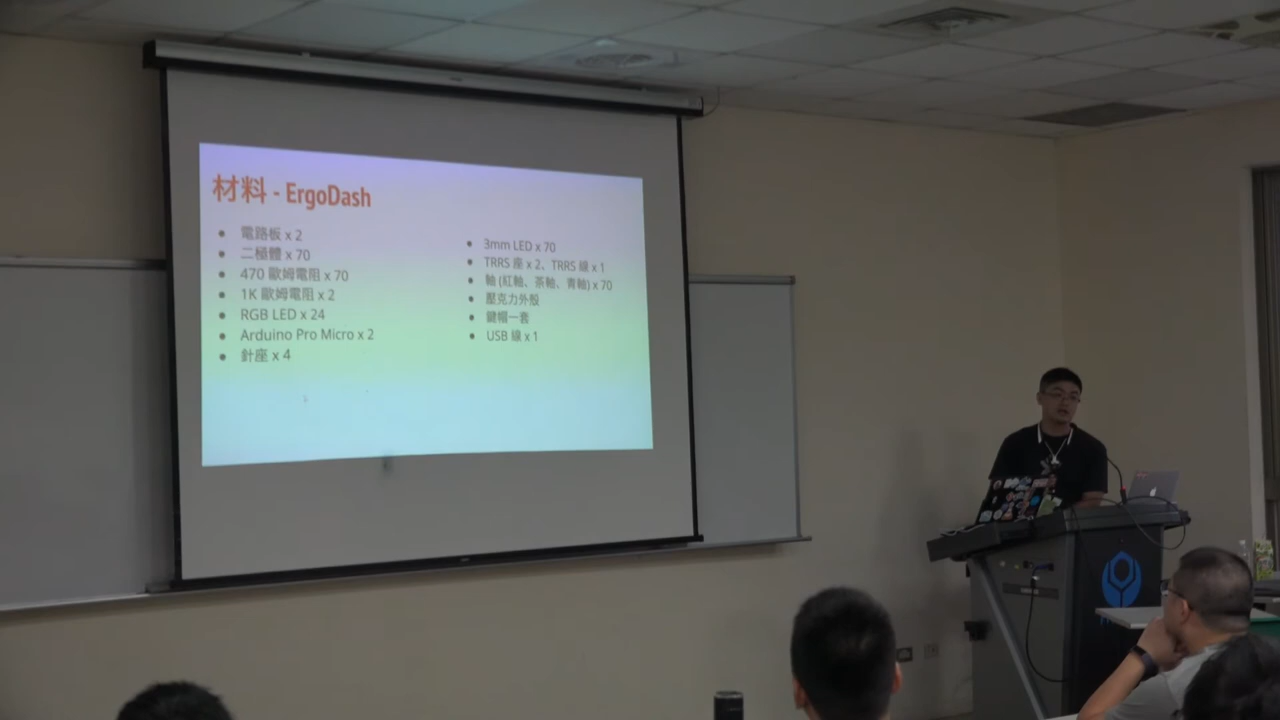 材料 - ErgoDash
電路板 x 2
二極體 x 70
470 歐姆電阻 x 70
1K 歐姆電阻 x 2
RGB LED x 24
Arduino Pro Micro x 2
針座 x 4
3mm LED x 70
TRRS 座 x 2、TRRS 線 x 1
軸 (紅軸、茶軸、青軸) x 70
壓克力外殼
鍵帽一套
USB 線 x 1